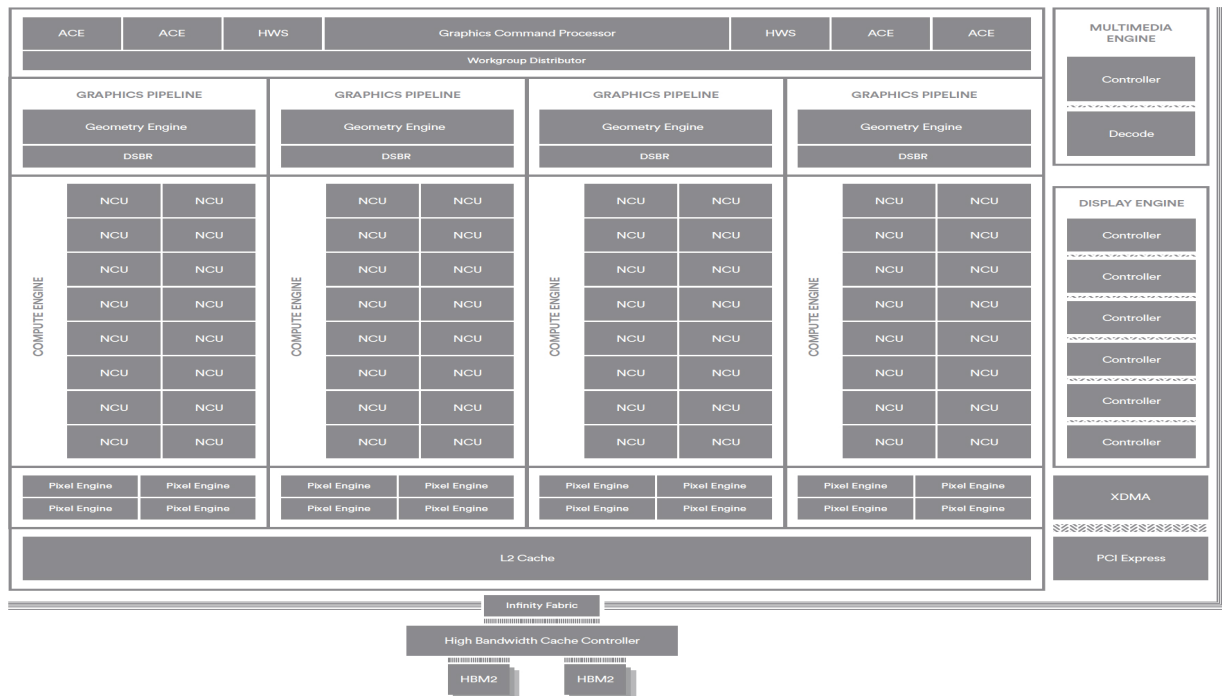 ACE ACE HWS Graphics Command Processor HWS ACE ACE
Workgroup Distributor
GRAPHICS PIPELINE GRAPHICS PIPELINE GRAPHICS PIPELINE GRAPHICS PIPELINE
Geometry Engine Geometry Engine Geometry Engine Geometry Engine
DSBR DSBR DSBR DSBR
COMPUTE ENGINE COMPUTE ENGINE COMPUTE ENGINE COMPUTE ENGINE
NCU NCU NCU NCU NCU NCU NCU NCU
NCU NCU NCU NCU NCU NCU NCU NCU
NCU NCU NCU NCU NCU NCU NCU NCU
NCU NCU NCU NCU NCU NCU NCU NCU
NCU NCU NCU NCU NCU NCU NCU NCU
NCU NCU NCU NCU NCU NCU NCU NCU
NCU NCU NCU NCU NCU NCU NCU NCU
NCU NCU NCU NCU NCU NCU NCU NCU
Pixel Engine Pixel Engine Pixel Engine Pixel Engine Pixel Engine Pixel Engine Pixel Engine Pixel Engine
Pixel Engine Pixel Engine Pixel Engine Pixel Engine Pixel Engine Pixel Engine Pixel Engine Pixel Engine
L2 Cache
MULTIMEDIA
ENGINE
Controller
Decode
DISPLAY ENGINE
Controller
Controller
Controller
Controller
Controller
Controller
XDMA
PCI Express
Infinity Fabric
High Bandwidth Cache Controller
HBM2 HBM2